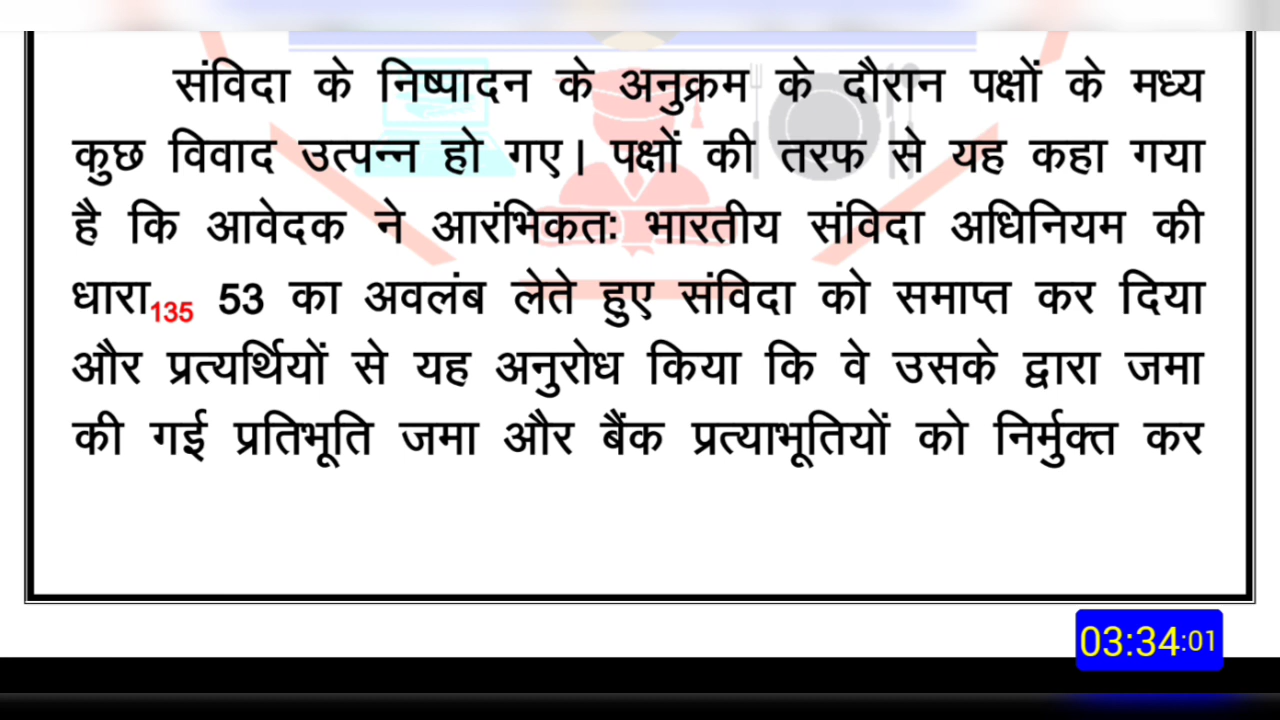 संविदा के निष्पादन के अनुक्रम के दौरान पक्षों के मध्य
कुछ विवाद उत्पन्न हो गए। पक्षों की तरफ से यह कहा गया
है कि आवेदक ने आरंभिकतः भारतीय संविदा अधिनियम की
धारा135 53 का अवलंब लेते हुए संविदा को समाप्त कर दिया
और प्रत्यर्थियों से यह अनुरोध किया कि वे उसके द्वारा जमा
की गई प्रतिभूति जमा और बैंक प्रत्याभूतियों को निर्मुक्त कर
03:34:01